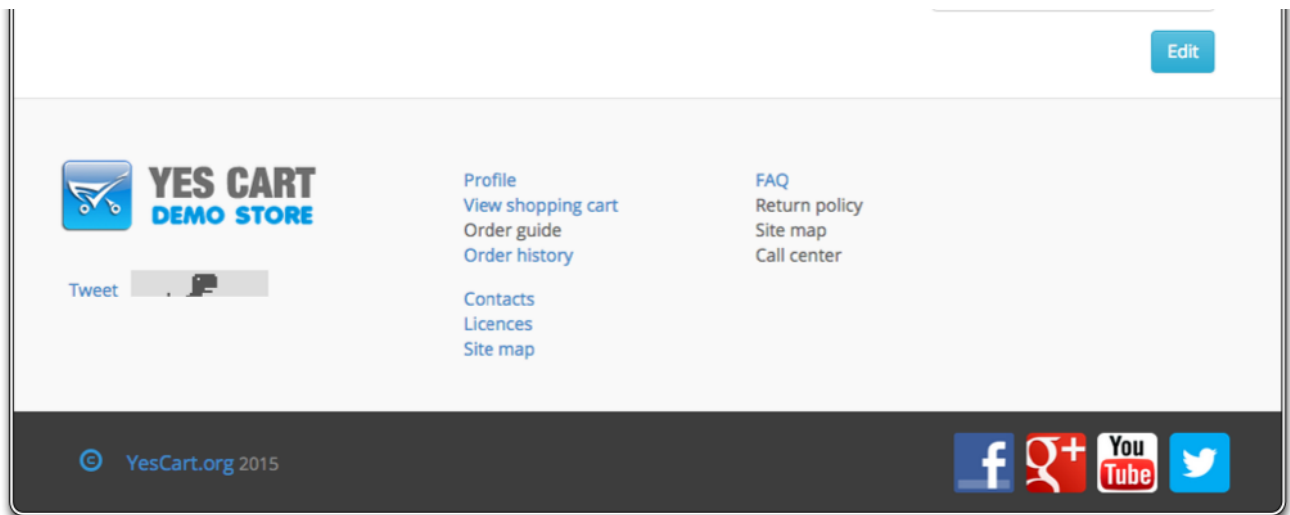 Edit
YES CART
DEMO STORE
Tweet
Profile
View shopping cart
Order guide
Order history
Contacts
Licences
Site map
FAQ
Return policy
Site map
Call center
© YesCart.org 2015
f
g+
You
Tube